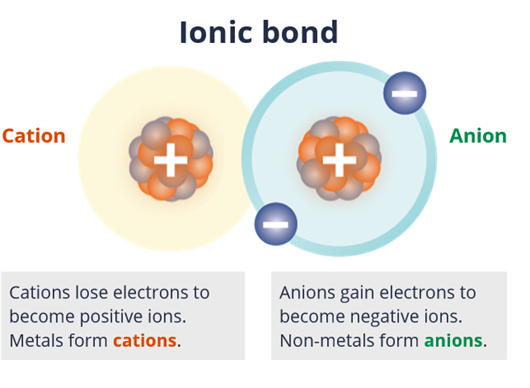 Ionic bond
Cation
Anion
Cations lose electrons to
become positive ions.
Metals form cations.
Anions gain electrons to
become negative ions.
Non-metals form anions.